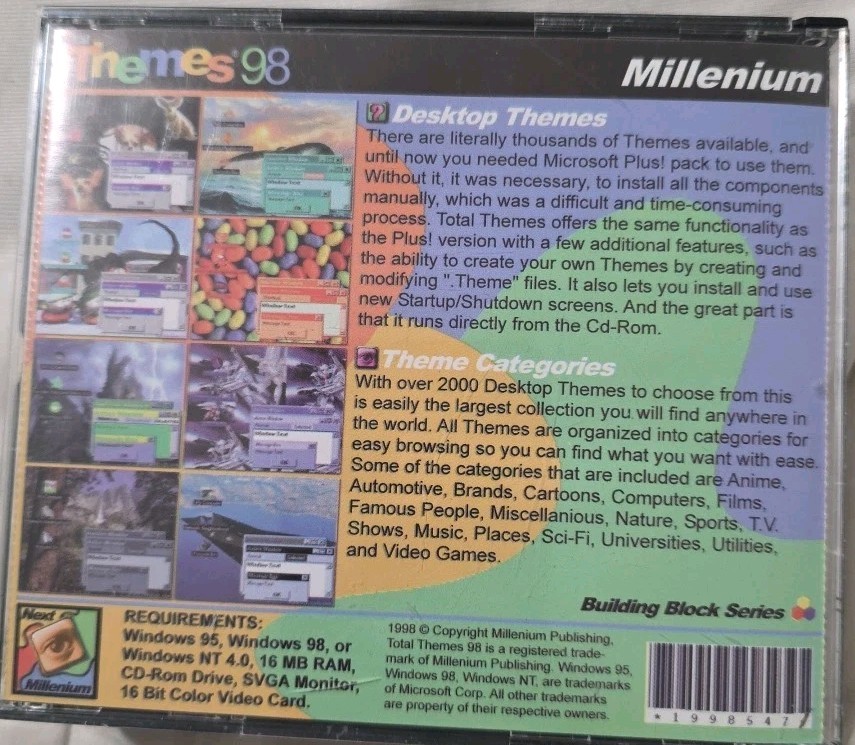 Themes®98
Millenium
Desktop Themes
There are literally thousands of Themes available, and
until now you needed Microsoft Plus! pack to use them.
Without it, it was necessary, to install all the components
manually, which was a difficult and time-consuming
process. Total Themes offers the same functionality as
the Plus! version with a few additional features, such as
the ability to create your own Themes by creating and
modifying ".Theme" files. It also lets you install and use
new Startup/Shutdown screens. And the great part is
that it runs directly from the Cd-Rom.
Theme Categories
With over 2000 Desktop Themes to choose from this
is easily the largest collection you will find anywhere in
the world. All Themes are organized into categories for
easy browsing so you can find what you want with ease.
Some of the categories that are included are Anime,
Automotive, Brands, Cartoons, Computers, Films,
Famous People, Miscellanious, Nature, Sports, T.V.
Shows, Music, Places, Sci-Fi, Universities, Utilities,
and Video Games.
Building Block Series
Next
Millenium
REQUIREMENTS:
Windows 95, Windows 98, or
Windows NT 4.0, 16 MB RAM,
CD-Rom Drive, SVGA Monitor,
16 Bit Color Video Card.
1998 © Copyright Millenium Publishing,
Total Themes 98 is a registered trade-
mark of Millenium Publishing. Windows 95,
Windows 98, Windows NT, are trademarks
of Microsoft Corp. All other trademarks
are property of their respective owners.
* 1 9 9 8 5 4 7